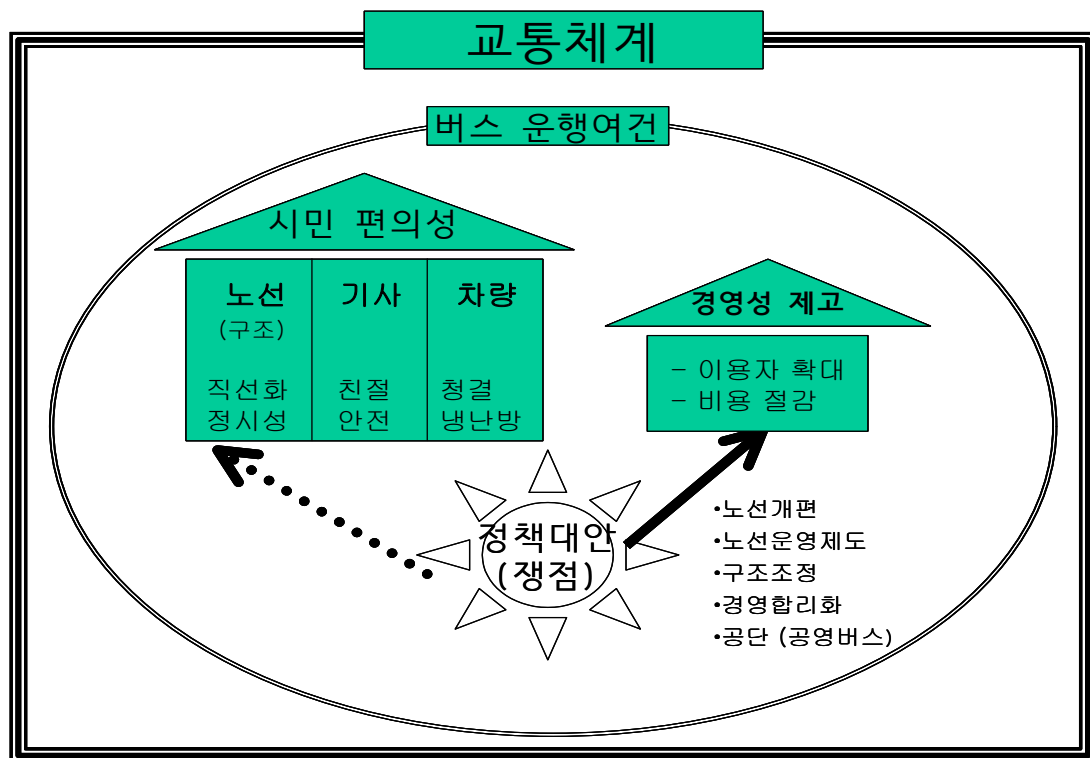 교통체계
버스 운행여건
시민 편의성
노선
(구조)
직선화
정시성
기사
친절
안전
차량
청결
냉난방
경영성 제고
- 이용자 확대
- 비용 절감
정책대안
(쟁점)
•노선개편
•노선운영제도
•구조조정
•경영합리화
•공단 (공영버스)